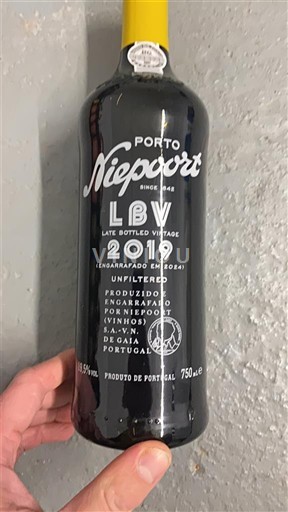 PORTO
Niepoort
SINCE 1842
LBV
LATE BOTTLED VINTAGE
2019
(ENGARRAFADO EM 2024)
UNFILTERED
PRODUZIDO E
ENGARRAFADO
POR NIEPOORT
(VINHOS)
S.A.-V.N.
DE GAIA
PORTUGAL
PRODUTO DE PORTUGAL
750 ml e